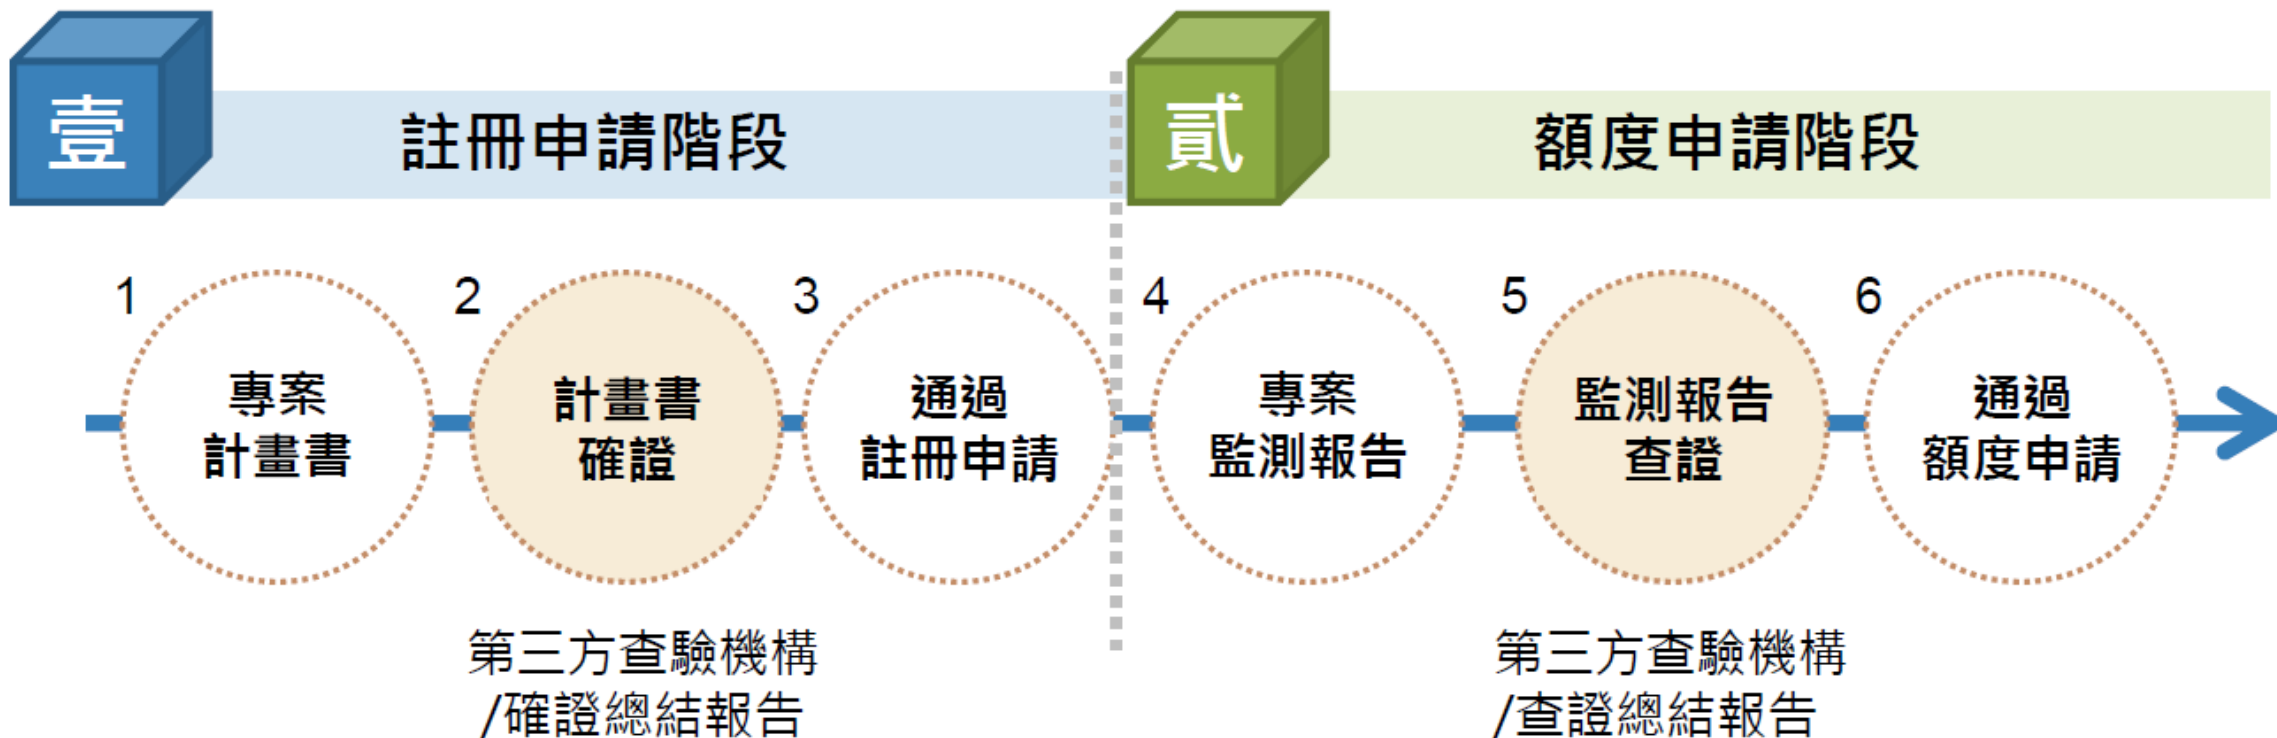 壹
註冊申請階段
貳
額度申請階段
1
專案
計畫書
2
計畫書
確證
3
通過
註冊申請
4
專案
監測報告
5
監測報告
查證
6
通過
額度申請
第三方查驗機構
/確證總結報告
第三方查驗機構
/查證總結報告